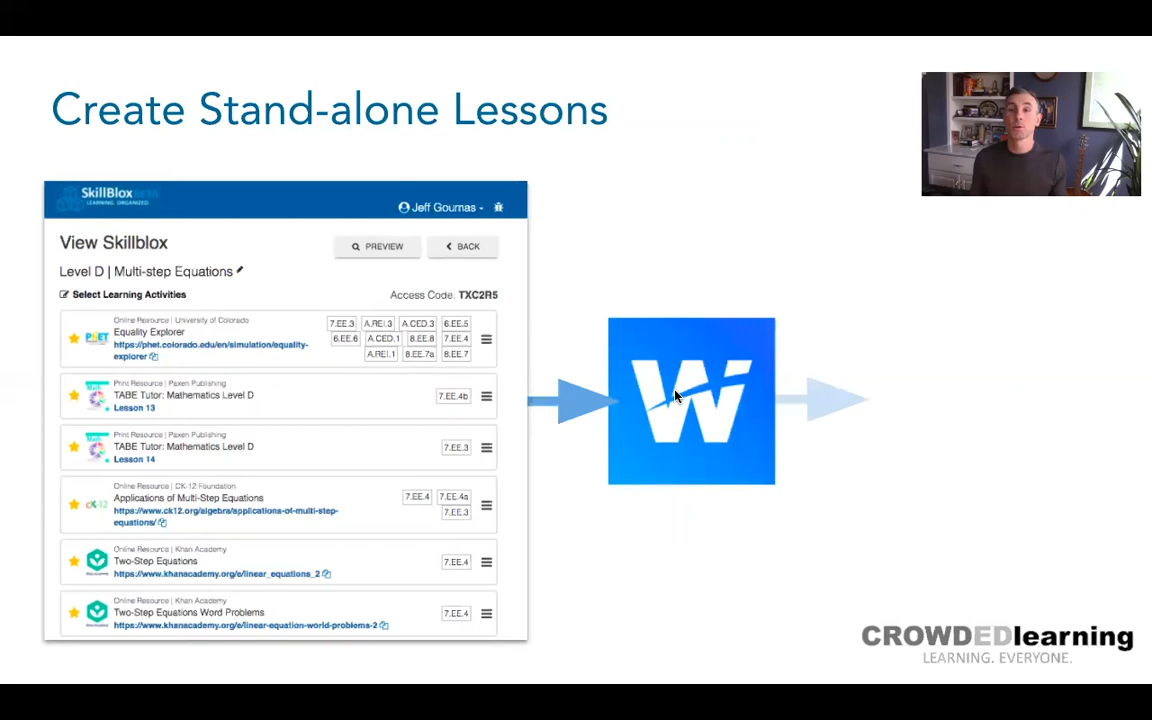 Create Stand-alone Lessons
SkillBlox BETA
LEARNING. ORGANIZED.
Jeff Gournas
View Skillblox
PREVIEW
BACK
Level D | Multi-step Equations
Select Learning Activities
Access Code: TXC2R5
Online Resource | University of Colorado
Equality Explorer
https://phet.colorado.edu/en/simulation/equality-
explorer
PhET
7.EE.3 A.REI.3 A.CED.3 6.EE.5
6.EE.6 A.CED.1 8.EE.8 7.EE.4
A.REI.1 8.EE.7a 8.EE.7
Print Resource | Paxen Publishing
TABE Tutor: Mathematics Level D
Lesson 13
7.EE.4b
Print Resource | Paxen Publishing
TABE Tutor: Mathematics Level D
Lesson 14
7.EE.3
Online Resource | CK-12 Foundation
Applications of Multi-Step Equations
https://www.ck12.org/algebra/applications-of-multi-step-
equations/
ck-12
7.EE.4 7.EE.4a
7.EE.3
Online Resource | Khan Academy
Two-Step Equations
https://www.khanacademy.org/e/linear_equations_2
7.EE.4
Online Resource | Khan Academy
Two-Step Equations Word Problems
https://www.khanacademy.org/e/linear-equation-world-problems-2
7.EE.4
W
CROWDEDlearning
LEARNING. EVERYONE.